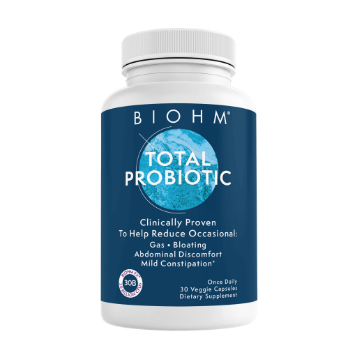 BIOHM®
TOTAL
PROBIOTIC
Clinically Proven
To Help Reduce Occasional:
Gas • Bloating
Abdominal Discomfort
Mild Constipation*
30B
Once Daily
30 Veggie Capsules
Dietary Supplement